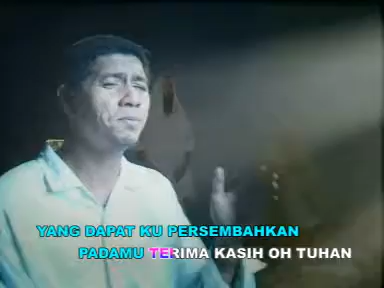 YANG DAPAT KU PERSEMBAHKAN
PADAMU TERIMA KASIH OH TUHAN